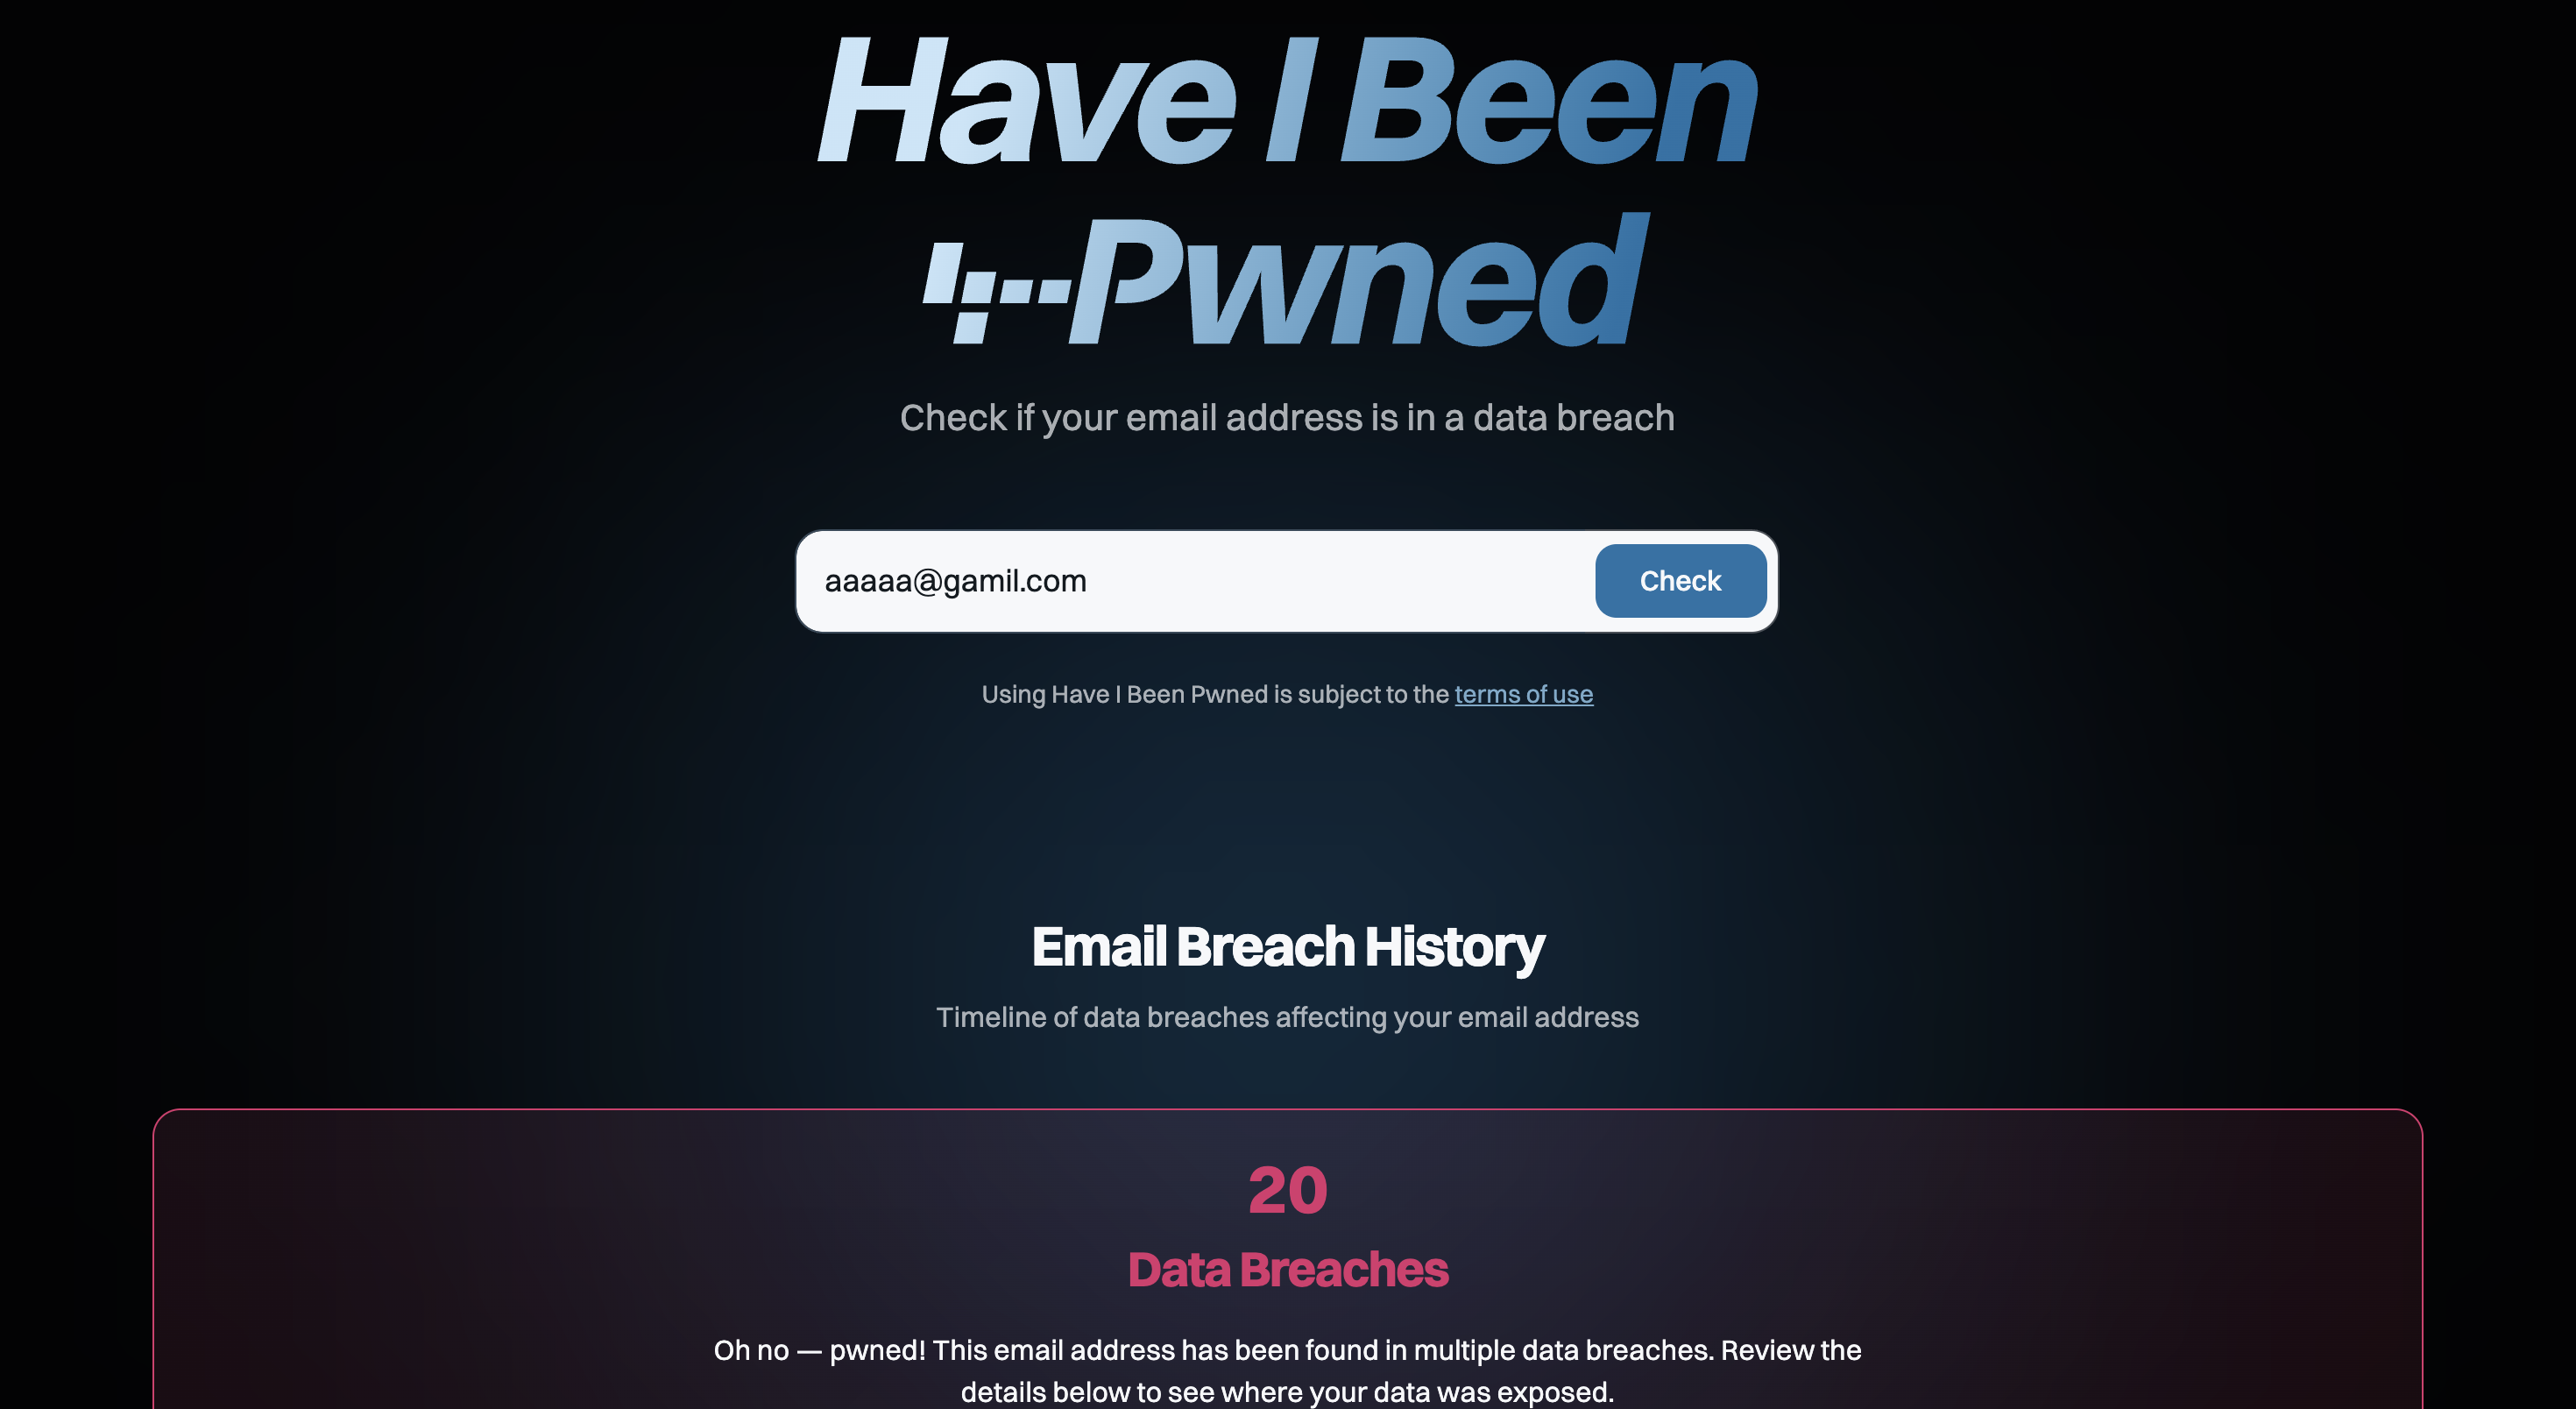 Have I Been
Pwned
Check if your email address is in a data breach
aaaaa@gamil.com
Check
Using Have I Been Pwned is subject to the terms of use
Email Breach History
Timeline of data breaches affecting your email address
20
Data Breaches
Oh no — pwned! This email address has been found in multiple data breaches. Review the
details below to see where your data was exposed.